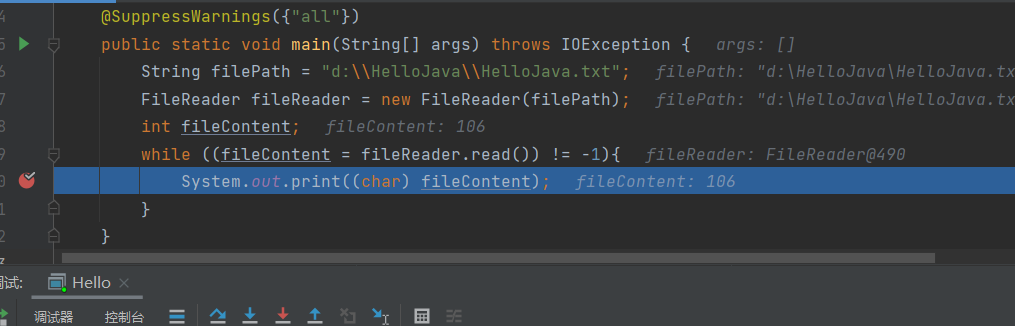 4 @SuppressWarnings({"all"})
5 public static void main(String[] args) throws IOException { args: []
6 String filePath = "d:\\HelloJava\\HelloJava.txt"; filePath: "d:\HelloJava\HelloJava.tx
7 FileReader fileReader = new FileReader(filePath); filePath: "d:\HelloJava\HelloJava.tx
8 int fileContent; fileContent: 106
9 while ((fileContent = fileReader.read()) != -1){ fileReader: FileReader@490
0 System.out.print((char) fileContent); fileContent: 106
1 }
2 }
3
调试: Hello
调试器 控制台